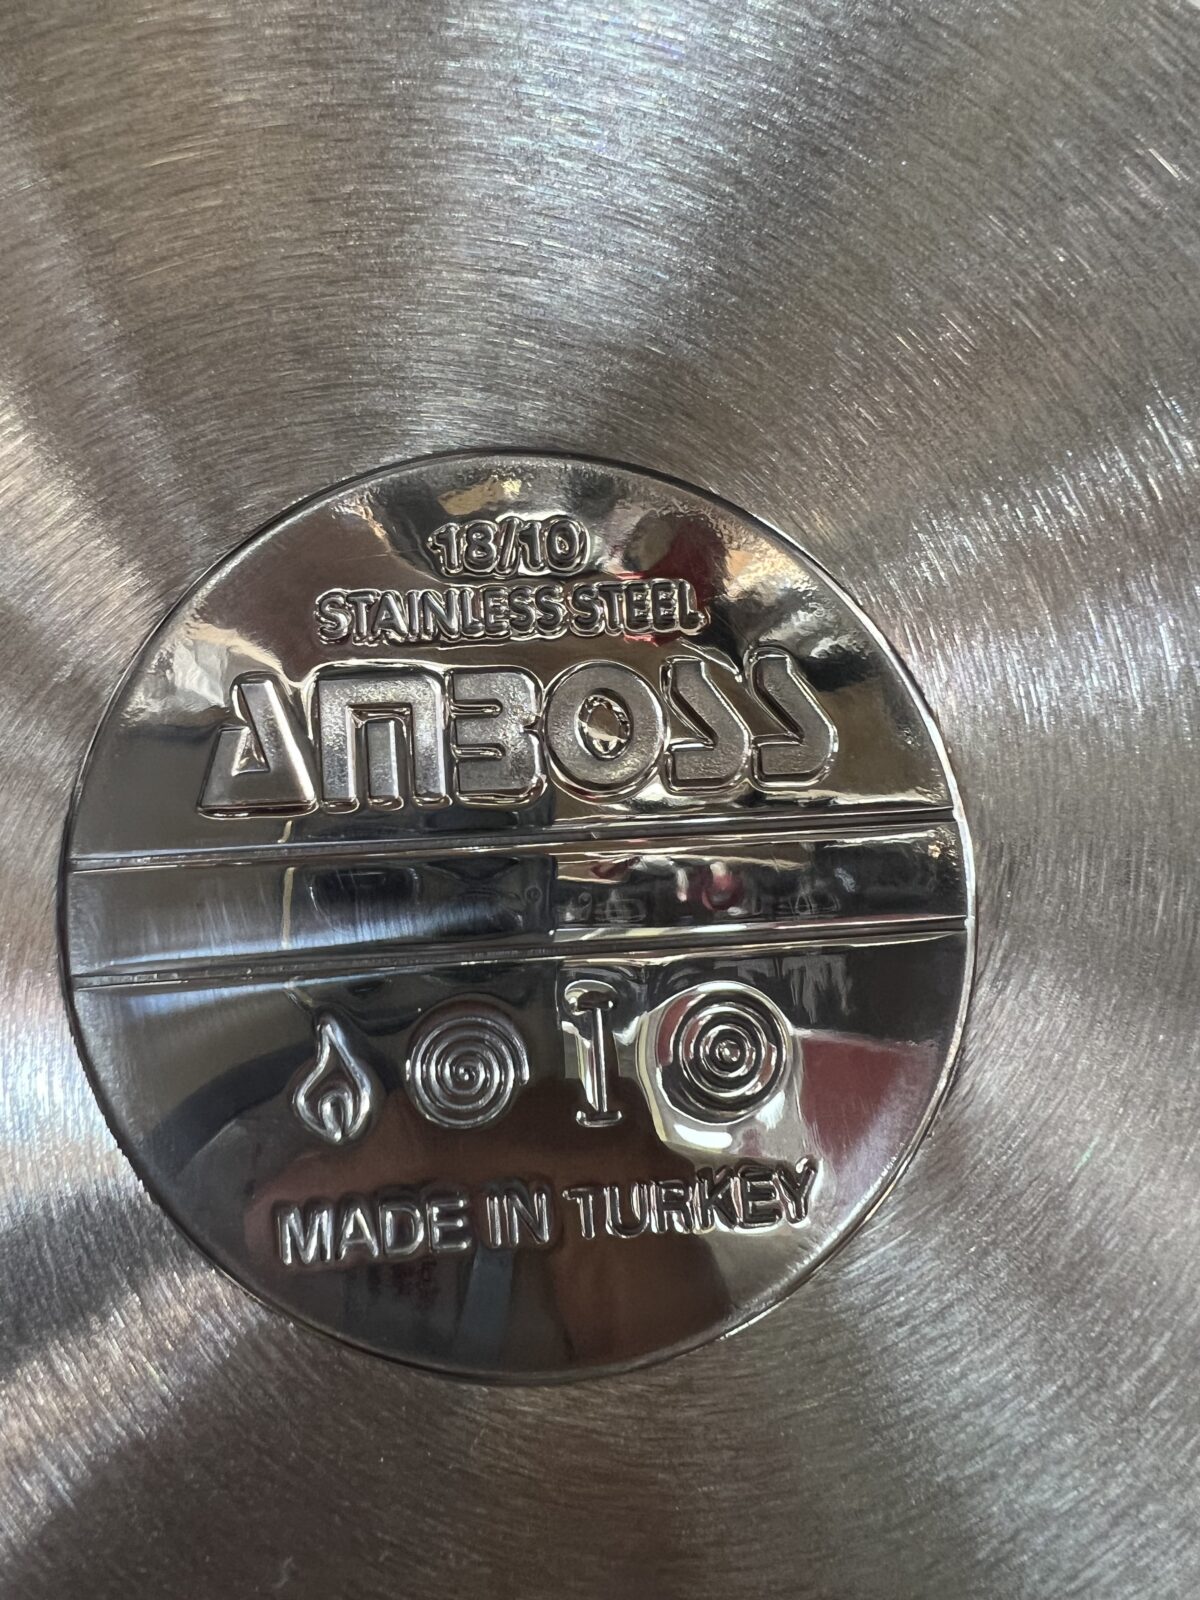 18/10
STAINLESS STEEL
AMBOSS
MADE IN TURKEY